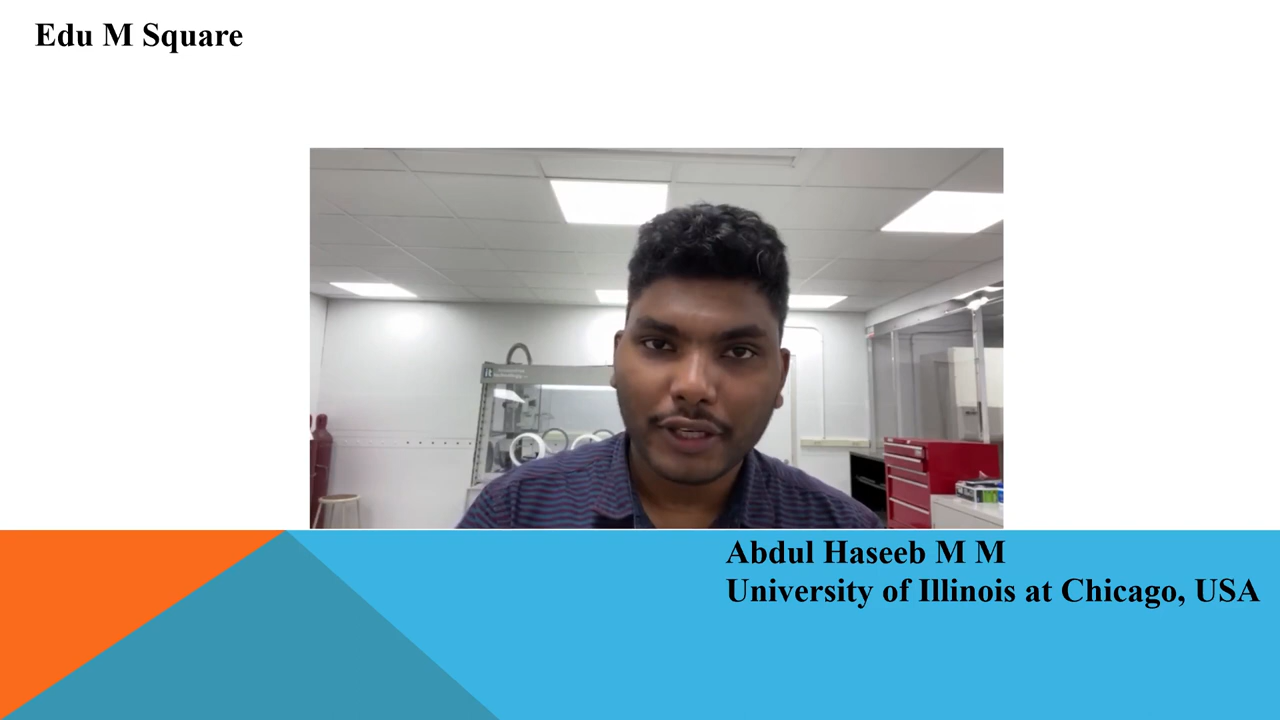 Edu M Square
Abdul Haseeb M M
University of Illinois at Chicago, USA